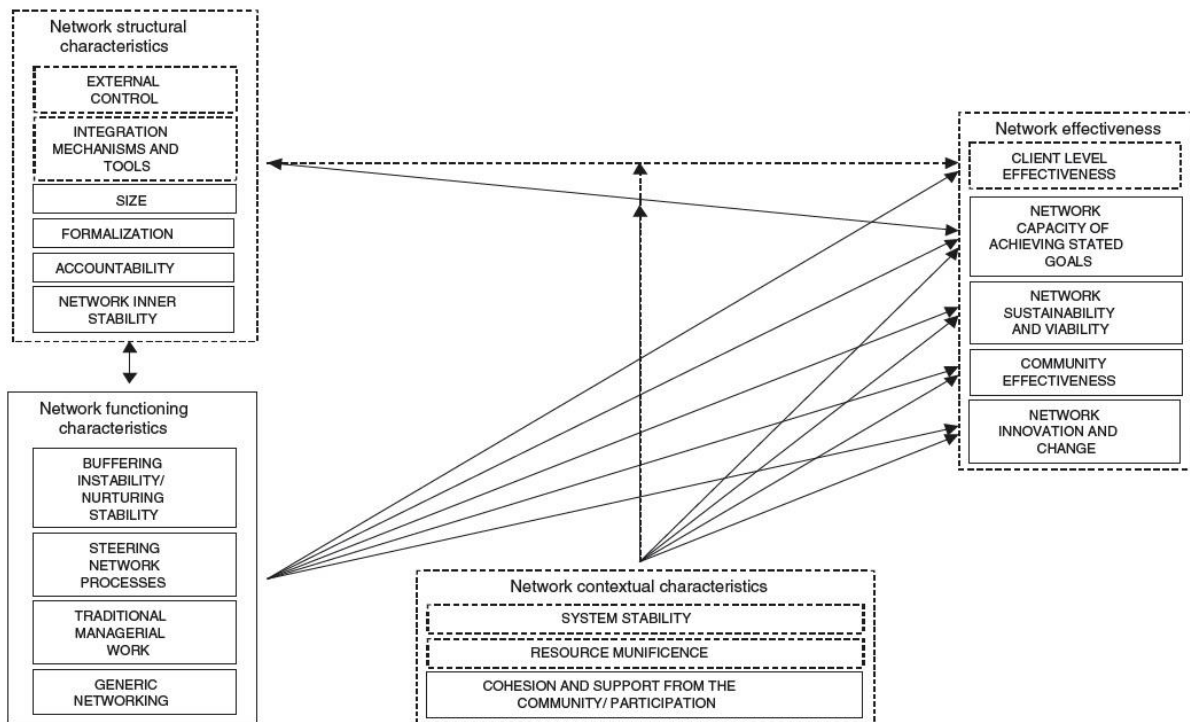 Network structural
characteristics
EXTERNAL
CONTROL
INTEGRATION
MECHANISMS AND
TOOLS
SIZE
FORMALIZATION
ACCOUNTABILITY
NETWORK INNER
STABILITY
Network functioning
characteristics
BUFFERING
INSTABILITY/
NURTURING
STABILITY
STEERING
NETWORK
PROCESSES
TRADITIONAL
MANAGERIAL
WORK
GENERIC
NETWORKING
Network contextual characteristics
SYSTEM STABILITY
RESOURCE MUNIFICENCE
COHESION AND SUPPORT FROM THE
COMMUNITY/ PARTICIPATION
Network effectiveness
CLIENT LEVEL
EFFECTIVENESS
NETWORK
CAPACITY OF
ACHIEVING STATED
GOALS
NETWORK
SUSTAINABILITY
AND VIABILITY
COMMUNITY
EFFECTIVENESS
NETWORK
INNOVATION AND
CHANGE